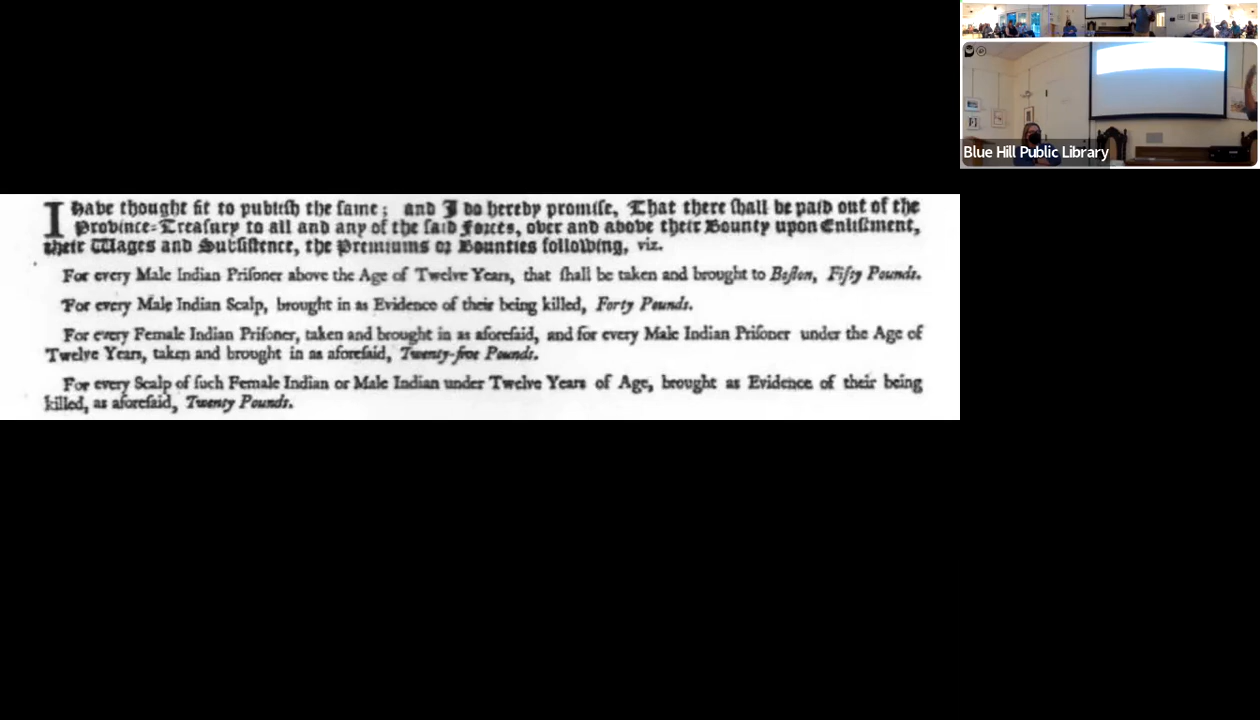 I Have thought fit to publish the same; and I do hereby promise, That there shall be paid out of the
Province-Treasury to all and any of the said Forces, over and above their Bounty upon Enlistment,
their Wages and Subsistence, the Premiums or Bounties following, viz.
For every Male Indian Prisoner above the Age of Twelve Years, that shall be taken and brought to Boston, Fifty Pounds.
For every Male Indian Scalp, brought in as Evidence of their being killed, Forty Pounds.
For every Female Indian Prisoner, taken and brought in as aforesaid, and for every Male Indian Prisoner under the Age of
Twelve Years, taken and brought in as aforesaid, Twenty-five Pounds.
For every Scalp of such Female Indian or Male Indian under Twelve Years of Age, brought as Evidence of their being
killed, as aforesaid, Twenty Pounds.
Blue Hill Public Library